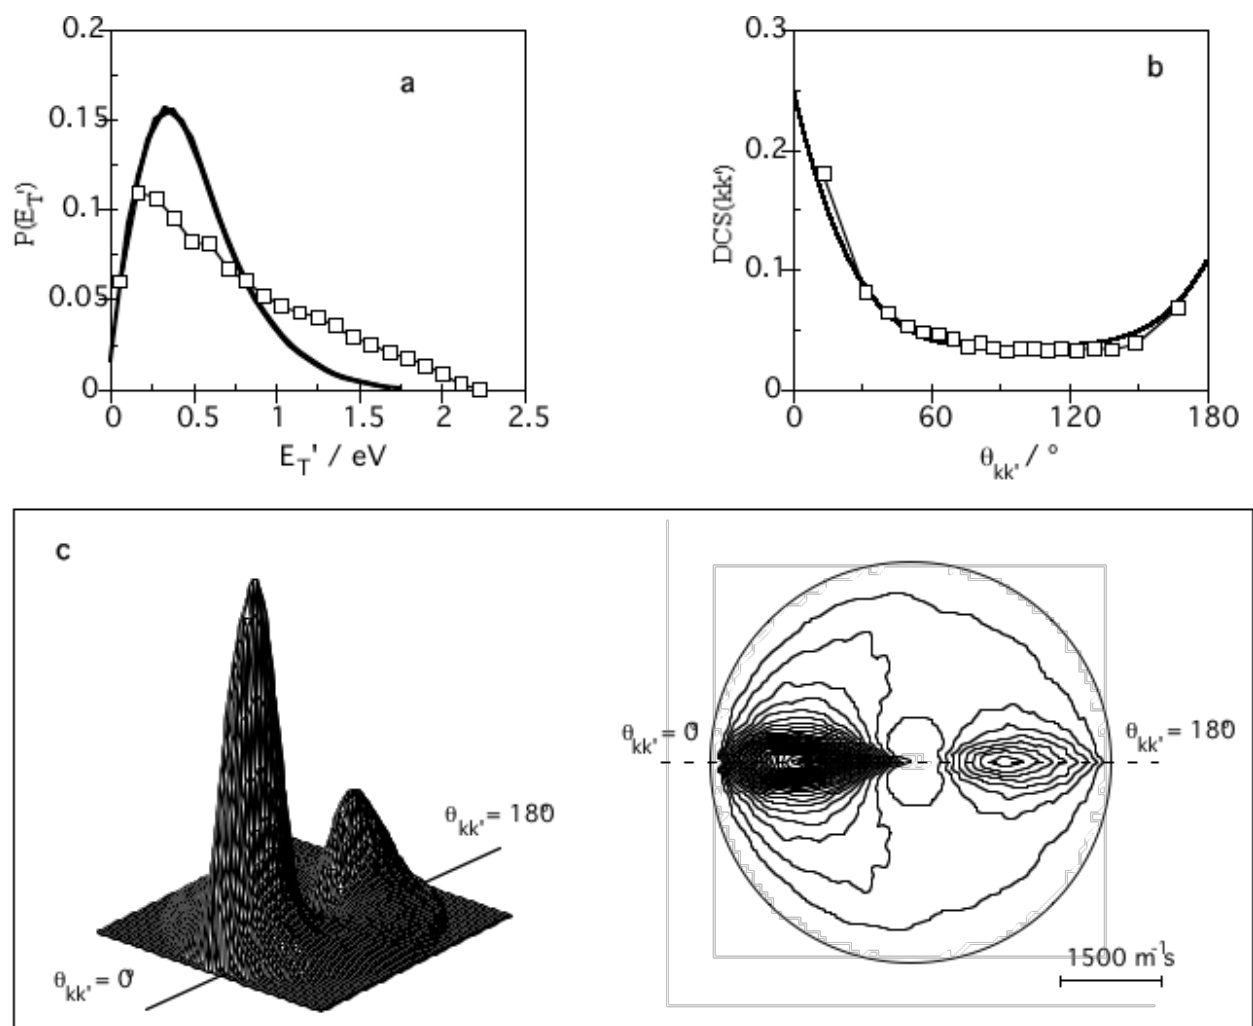 0.2
0.15
0.1
0.05
0
P(E_T')
a
0 0.5 1 1.5 2 2.5
E_T' / eV
0.3
0.2
0.1
0
DCS(kk')
b
0 60 120 180
θ_kk' / °
c
θ_kk' = 180°
θ_kk' = 0°
θ_kk' = 0°
θ_kk' = 180°
1500 m⁻¹s